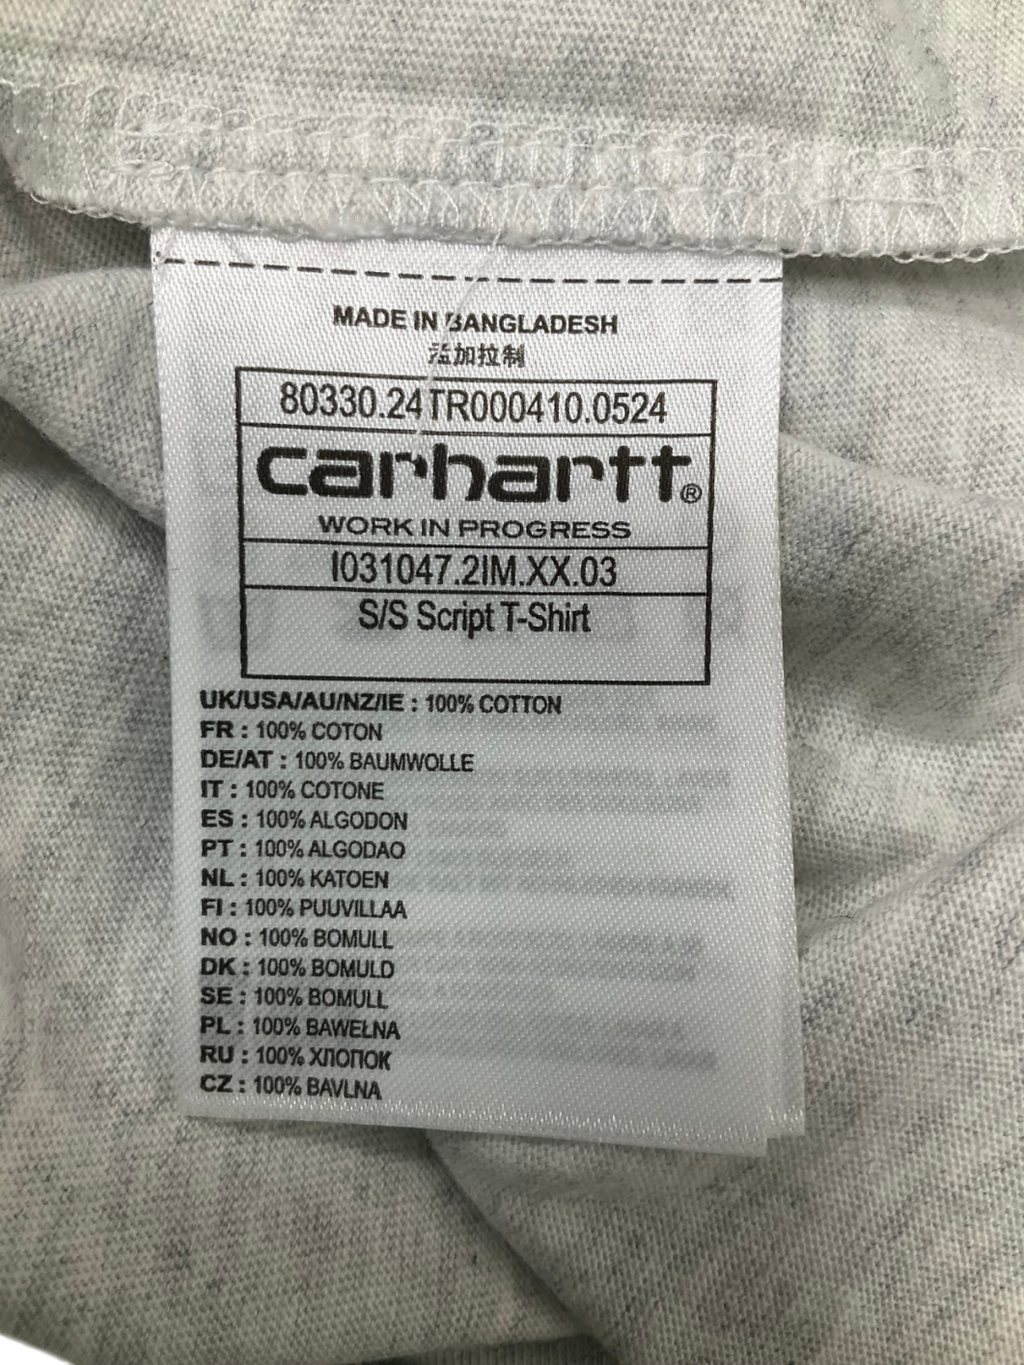 MADE IN BANGLADESH
孟加拉制
80330.24TR000410.0524
carhartt®
WORK IN PROGRESS
I031047.2IM.XX.03
S/S Script T-Shirt
UK/USA/AU/NZ/IE : 100% COTTON
FR : 100% COTON
DE/AT : 100% BAUMWOLLE
IT : 100% COTONE
ES : 100% ALGODON
PT : 100% ALGODAO
NL : 100% KATOEN
FI : 100% PUUVILLAA
NO : 100% BOMULL
DK : 100% BOMULD
SE : 100% BOMULL
PL : 100% BAWEŁNA
RU : 100% ХЛОПОК
CZ : 100% BAVLNA